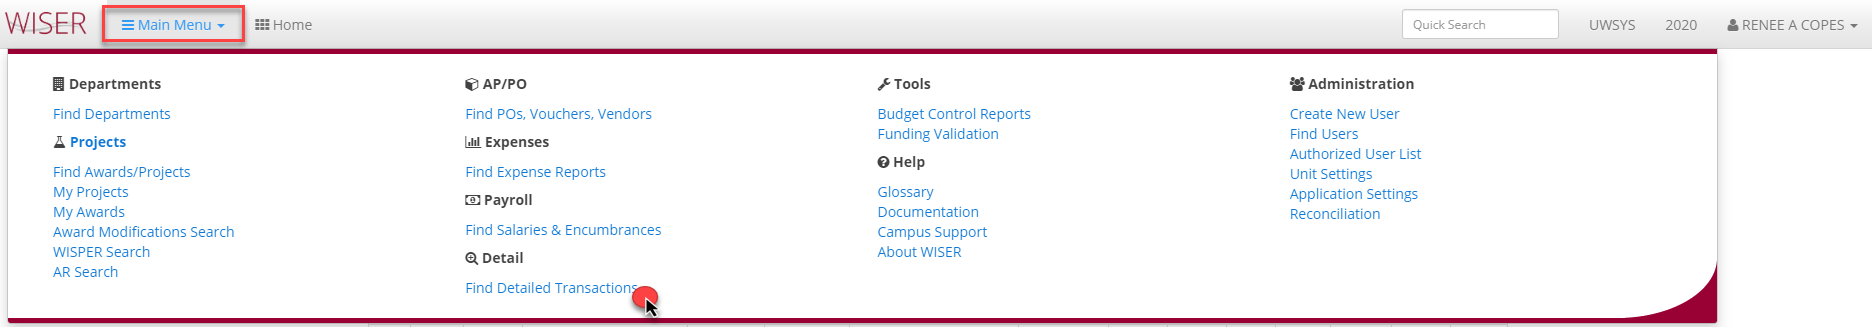 WISER Main Menu Home Quick Search UWSYS 2020 RENEE A COPES
Departments
Find Departments
Projects
Find Awards/Projects
My Projects
My Awards
Award Modifications Search
WISPER Search
AR Search
AP/PO
Find POs, Vouchers, Vendors
Expenses
Find Expense Reports
Payroll
Find Salaries & Encumbrances
Detail
Find Detailed Transactions
Tools
Budget Control Reports
Funding Validation
Help
Glossary
Documentation
Campus Support
About WISER
Administration
Create New User
Find Users
Authorized User List
Unit Settings
Application Settings
Reconciliation